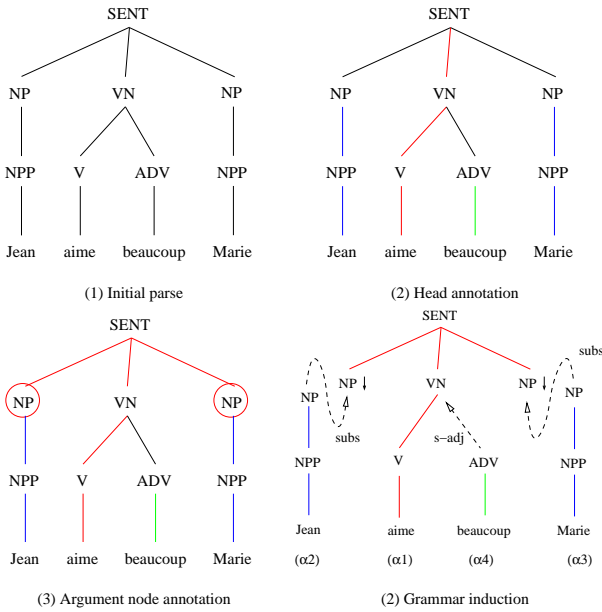 SENT
NP VN NP
NPP V ADV NPP
Jean aime beaucoup Marie
(1) Initial parse
SENT
NP VN NP
NPP V ADV NPP
Jean aime beaucoup Marie
(2) Head annotation
SENT
NP VN NP
NPP V ADV NPP
Jean aime beaucoup Marie
(3) Argument node annotation
SENT
subs
NP NP↓ VN NP↓ NP
subs s-adj
NPP V ADV NPP
Jean aime beaucoup Marie
(α2) (α1) (α4) (α3)
(2) Grammar induction